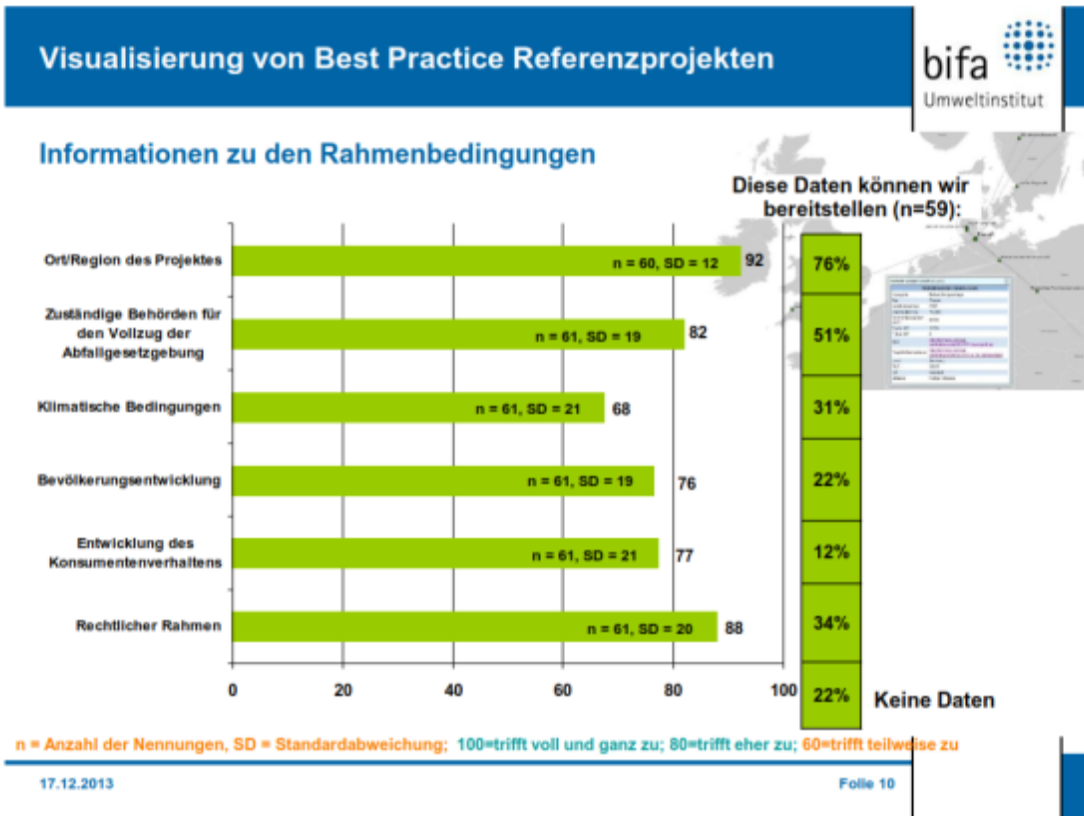 Visualisierung von Best Practice Referenzprojekten
bifa
Umweltinstitut
Informationen zu den Rahmenbedingungen
Diese Daten können wir
bereitstellen (n=59):
Ort/Region des Projektes
n = 60, SD = 12
92
76%
Zuständige Behörden für
den Vollzug der
Abfallgesetzgebung
n = 61, SD = 19
82
51%
Klimatische Bedingungen
n = 61, SD = 21
68
31%
Bevölkerungsentwicklung
n = 61, SD = 19
76
22%
Entwicklung des
Konsumentenverhaltens
n = 61, SD = 21
77
12%
Rechtlicher Rahmen
n = 61, SD = 20
88
34%
0 20 40 60 80 100
22%
Keine Daten
n = Anzahl der Nennungen, SD = Standardabweichung; 100=trifft voll und ganz zu; 80=trifft eher zu; 60=trifft teilweise zu
17.12.2013
Folie 10